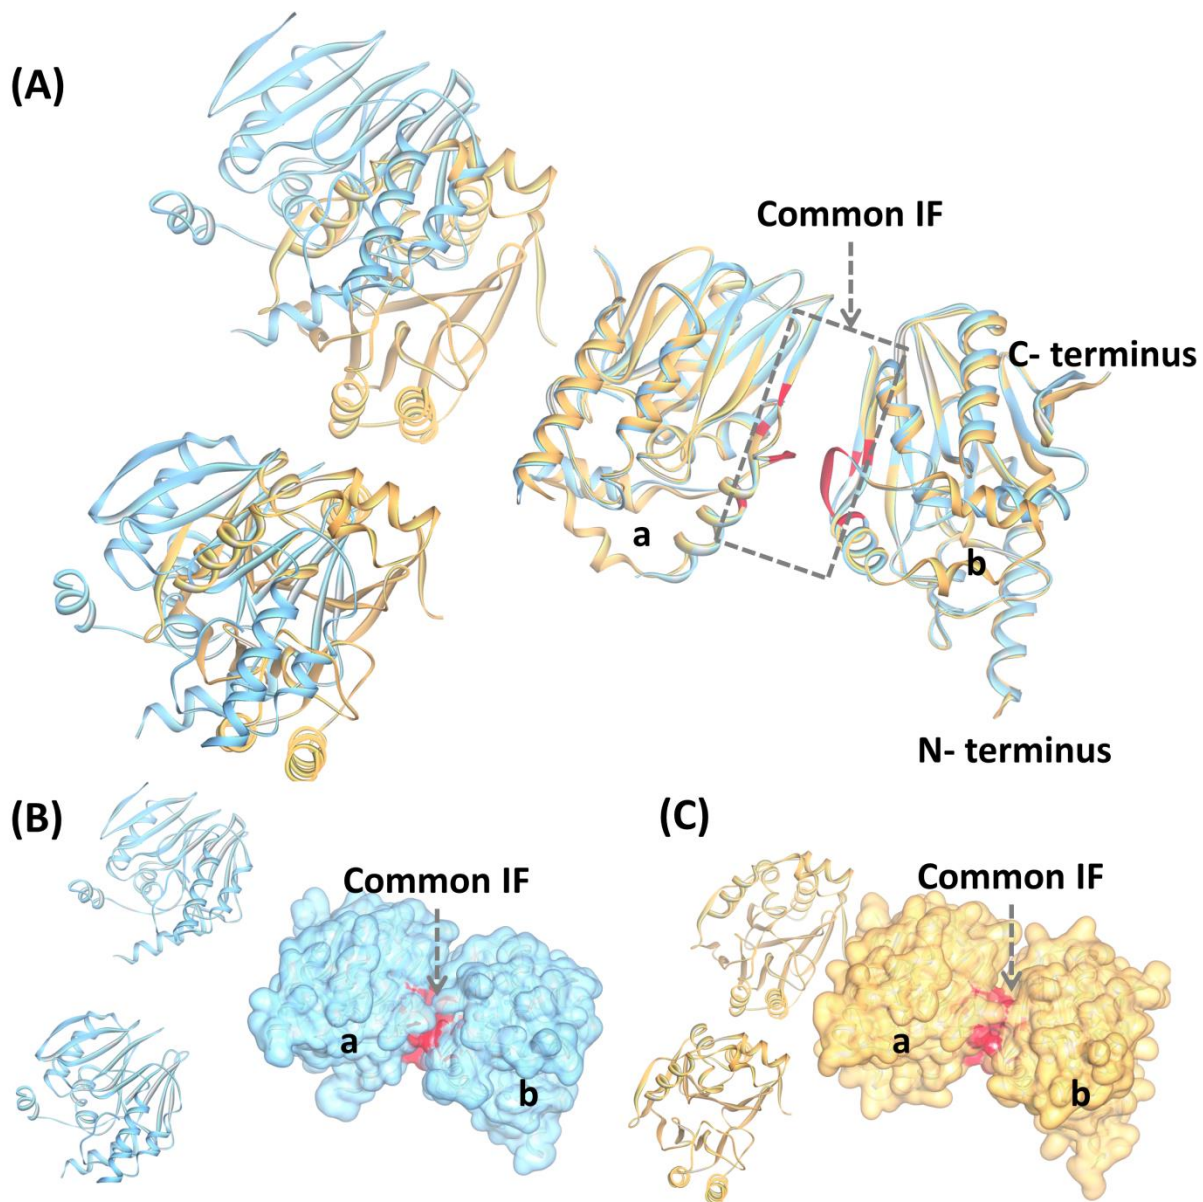 (A)
Common IF
C- terminus
a
b
N- terminus
(B)
Common IF
a
b
(C)
Common IF
a
b